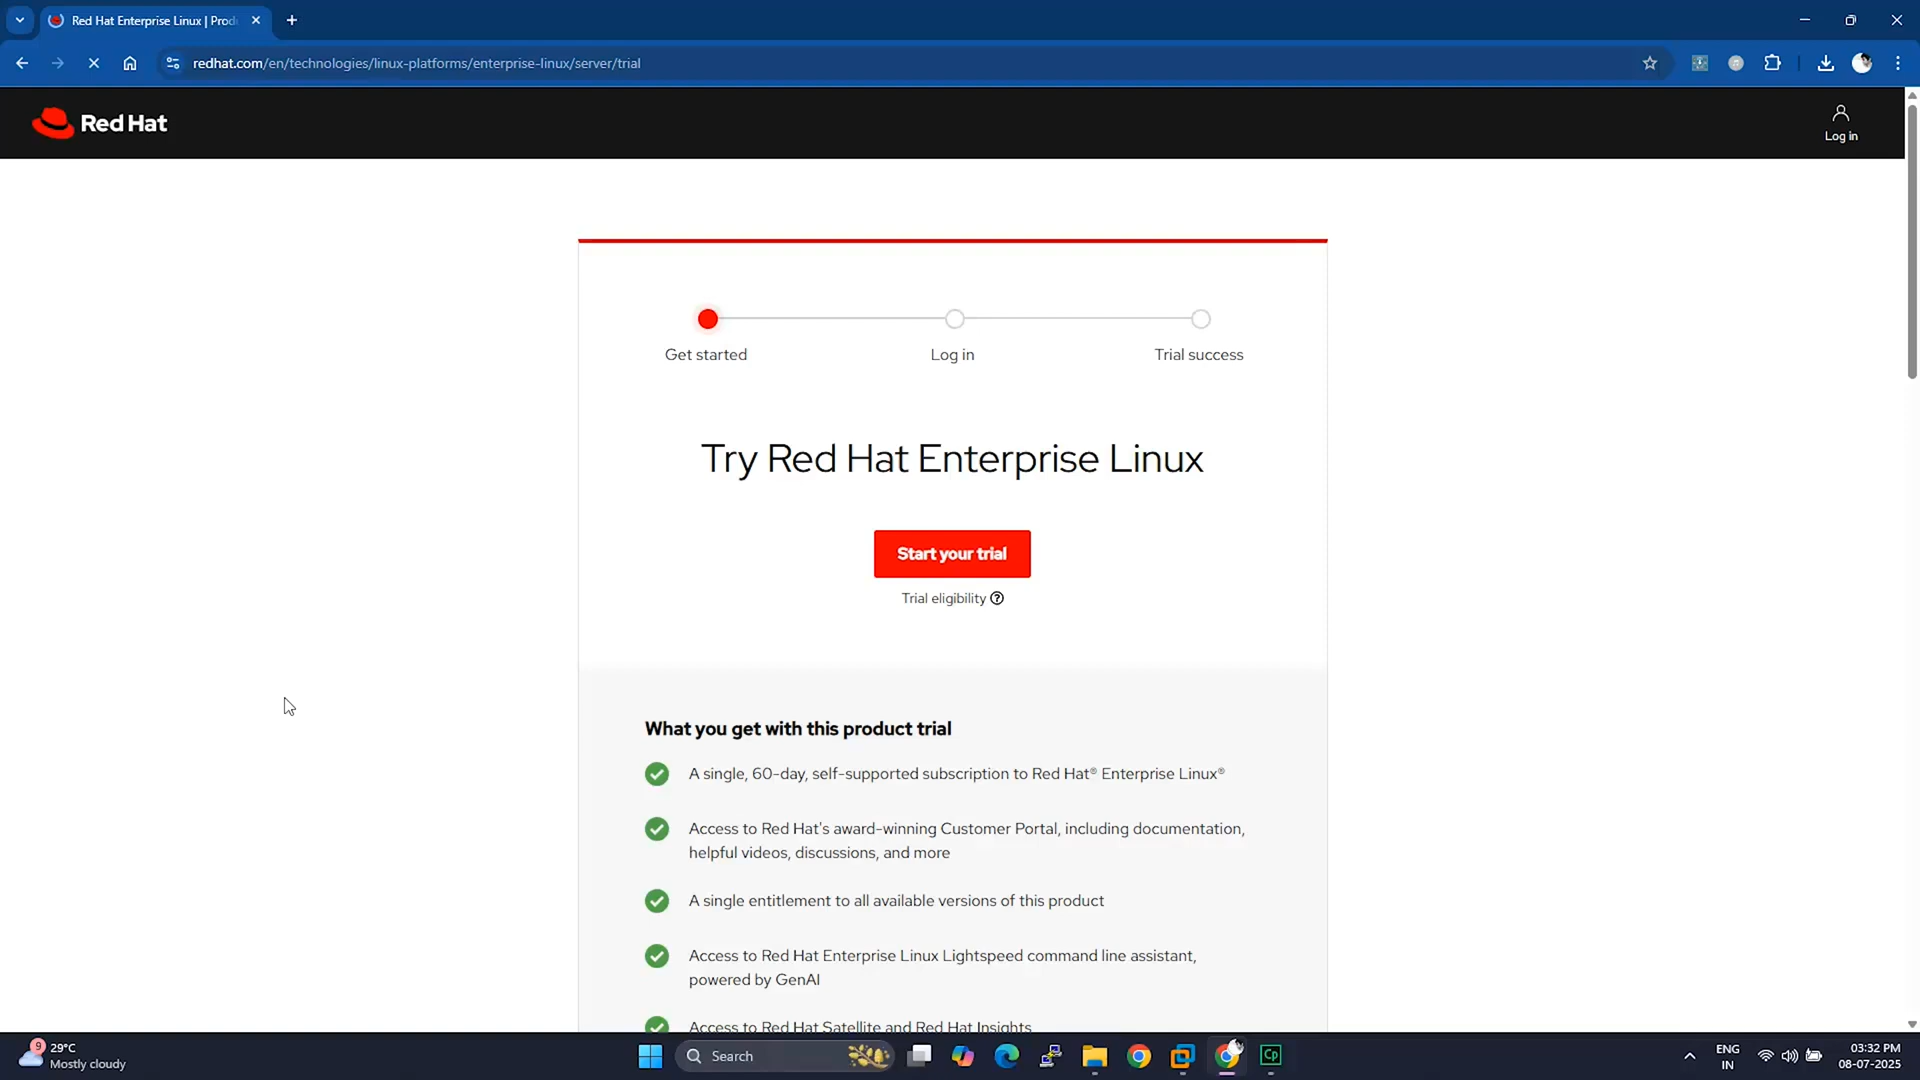 Red Hat Enterprise Linux | Prod
redhat.com/en/technologies/linux-platforms/enterprise-linux/server/trial
Red Hat
Log in
Get started
Log in
Trial success
Try Red Hat Enterprise Linux
Start your trial
Trial eligibility
What you get with this product trial
A single, 60-day, self-supported subscription to Red Hat® Enterprise Linux®
Access to Red Hat's award-winning Customer Portal, including documentation,
helpful videos, discussions, and more
A single entitlement to all available versions of this product
Access to Red Hat Enterprise Linux Lightspeed command line assistant,
powered by GenAI
Access to Red Hat Satellite and Red Hat Insights
9
29°C
Mostly cloudy
Search
Cp
ENG
IN
03:32 PM
08-07-2025